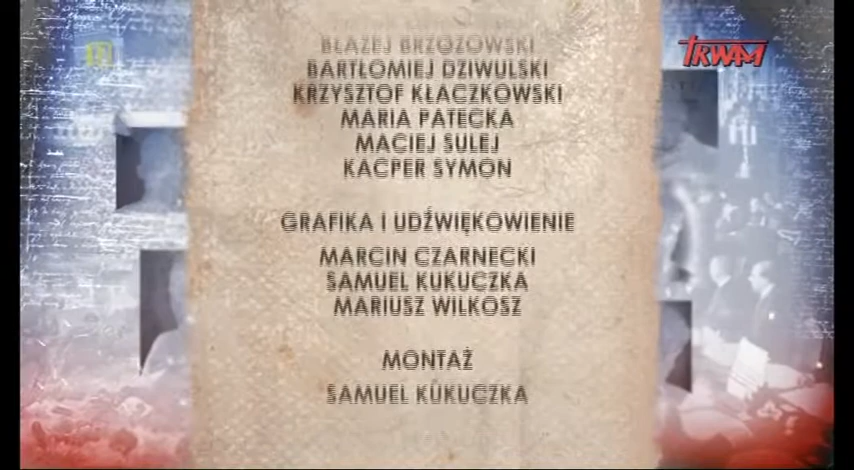 TRWAM
BŁAŻEJ BRZOZOWSKI
BARTŁOMIEJ DZIWULSKI
KRZYSZTOF KŁACZKOWSKI
MARIA PATECKA
MACIEJ SULEJ
KACPER SYMON
GRAFIKA I UDŹWIĘKOWIENIE
MARCIN CZARNECKI
SAMUEL KUKUCZKA
MARIUSZ WILKOSZ
MONTAŻ
SAMUEL KUKUCZKA